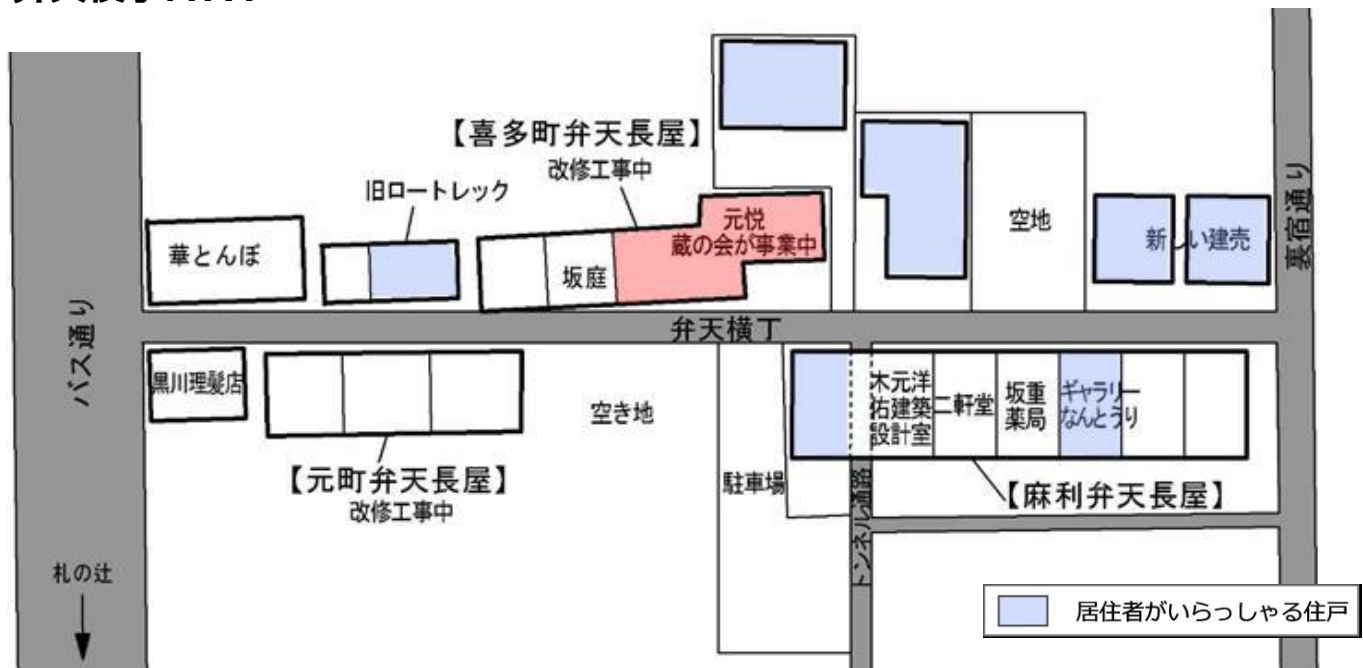 【喜多町弁天長屋】
改修工事中
旧ロートレック
華とんぼ
坂庭
元悦
蔵の会が事業中
空地
新しい建売
裏宿通り
バス通り
弁天横丁
黒川理髪店
空き地
【元町弁天長屋】
改修工事中
駐車場
木元洋
佑建築
設計室
二軒堂
坂重
薬局
ギャラリー
なんとうり
【麻利弁天長屋】
トンネル通路
札の辻
居住者がいらっしゃる住戸